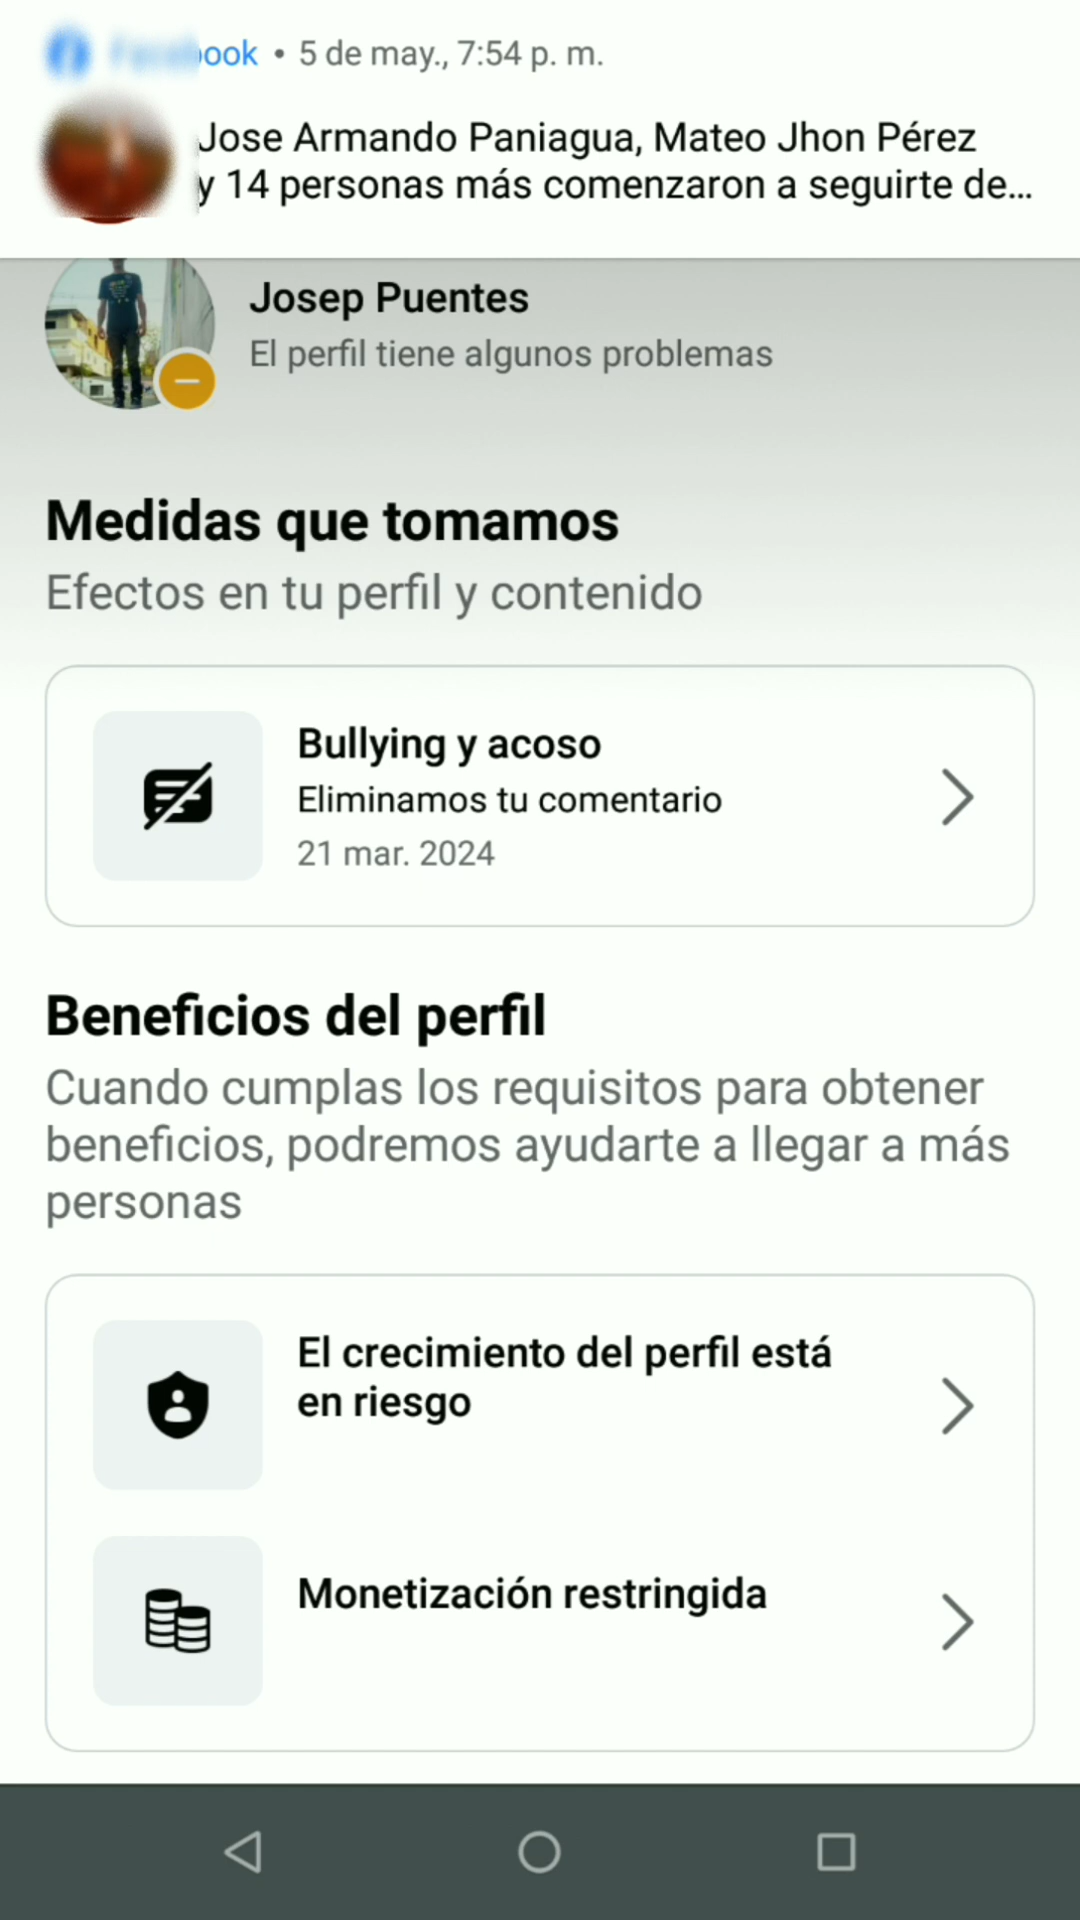 ook • 5 de may., 7:54 p. m.
Jose Armando Paniagua, Mateo Jhon Pérez
y 14 personas más comenzaron a seguirte de...
Josep Puentes
El perfil tiene algunos problemas
Medidas que tomamos
Efectos en tu perfil y contenido
Bullying y acoso
Eliminamos tu comentario
21 mar. 2024
Beneficios del perfil
Cuando cumplas los requisitos para obtener
beneficios, podremos ayudarte a llegar a más
personas
El crecimiento del perfil está
en riesgo
Monetización restringida